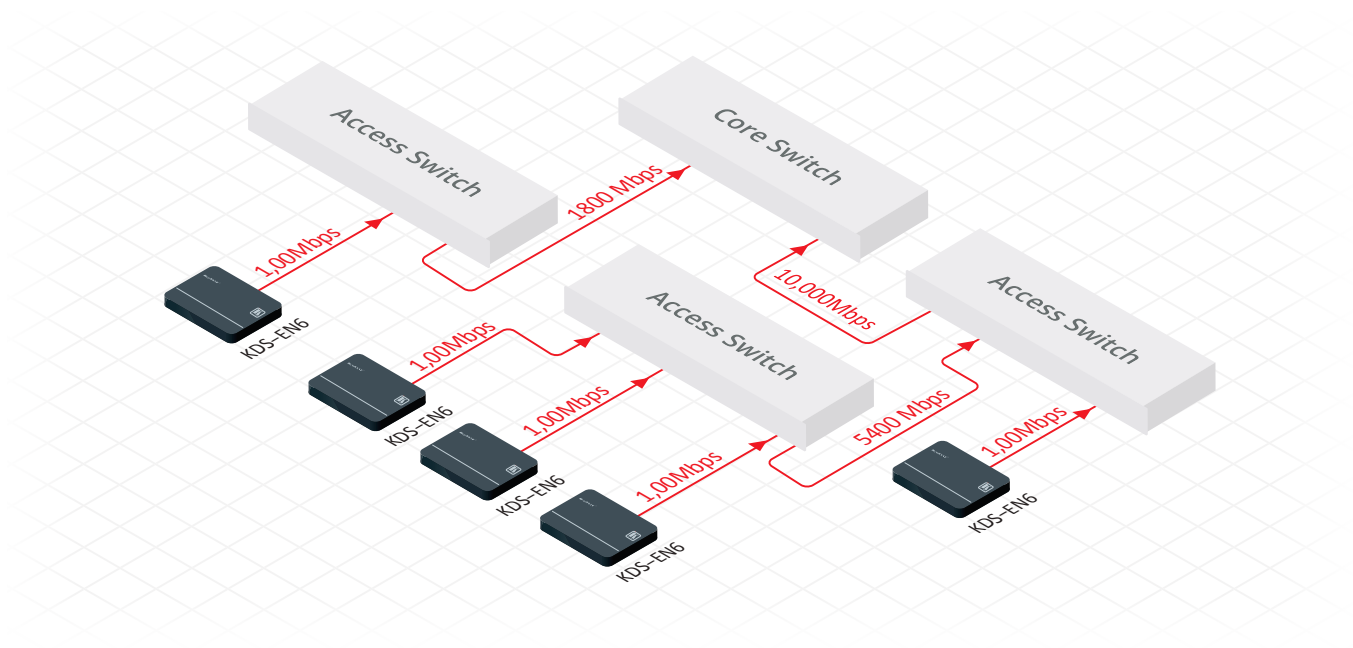 Access Switch
Core Switch
1800 Mbps
1,00Mbps
KDS-EN6
10,000Mbps
Access Switch
Access Switch
1,00Mbps
KDS-EN6
1,00Mbps
KDS-EN6
1,00Mbps
KDS-EN6
5400 Mbps
1,00Mbps
KDS-EN6